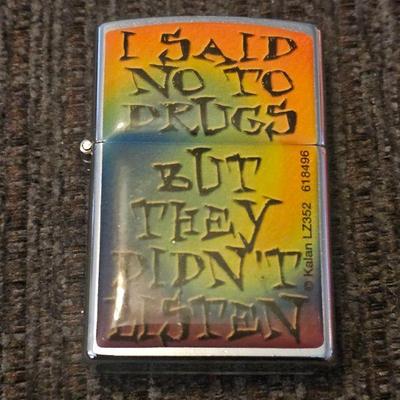 I SAID
NO TO
DRUGS
BUT
THEY
DIDN'T
LISTEN
© Kalan LZ352 618496